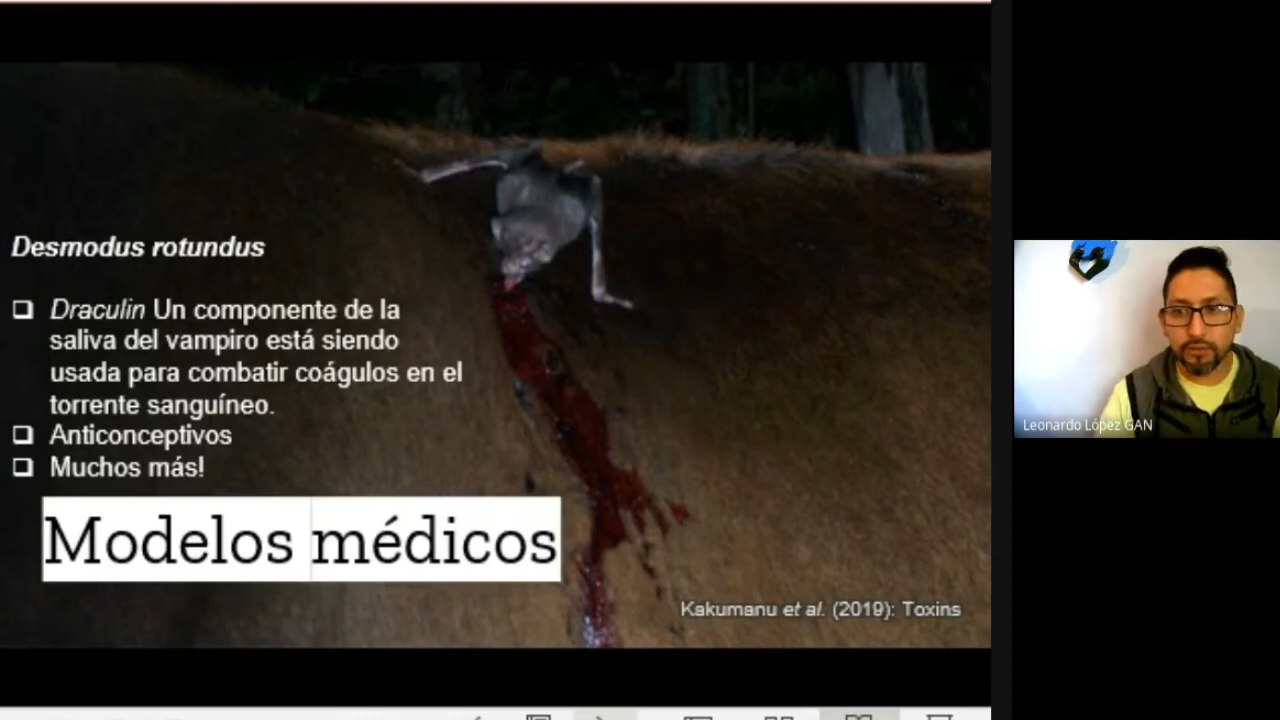 Desmodus rotundus
Draculin Un componente de la
saliva del vampiro está siendo
usada para combatir coágulos en el
torrente sanguíneo.
Anticonceptivos
Muchos más!
Modelos médicos
Kakumanu et al. (2019): Toxins
Leonardo López GAN